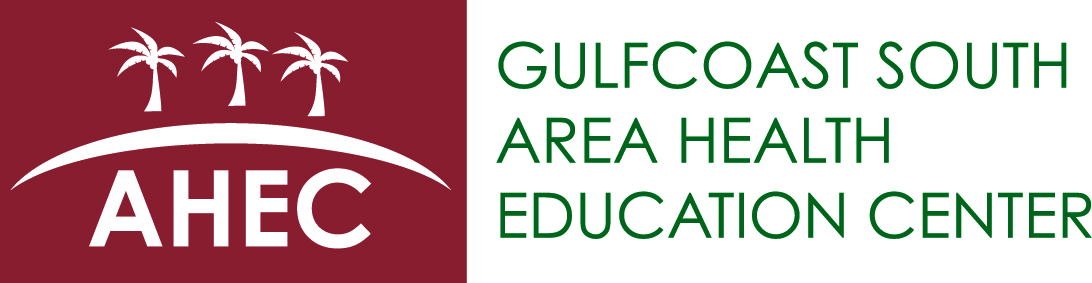 AHEC
GULFCOAST SOUTH
AREA HEALTH
EDUCATION CENTER